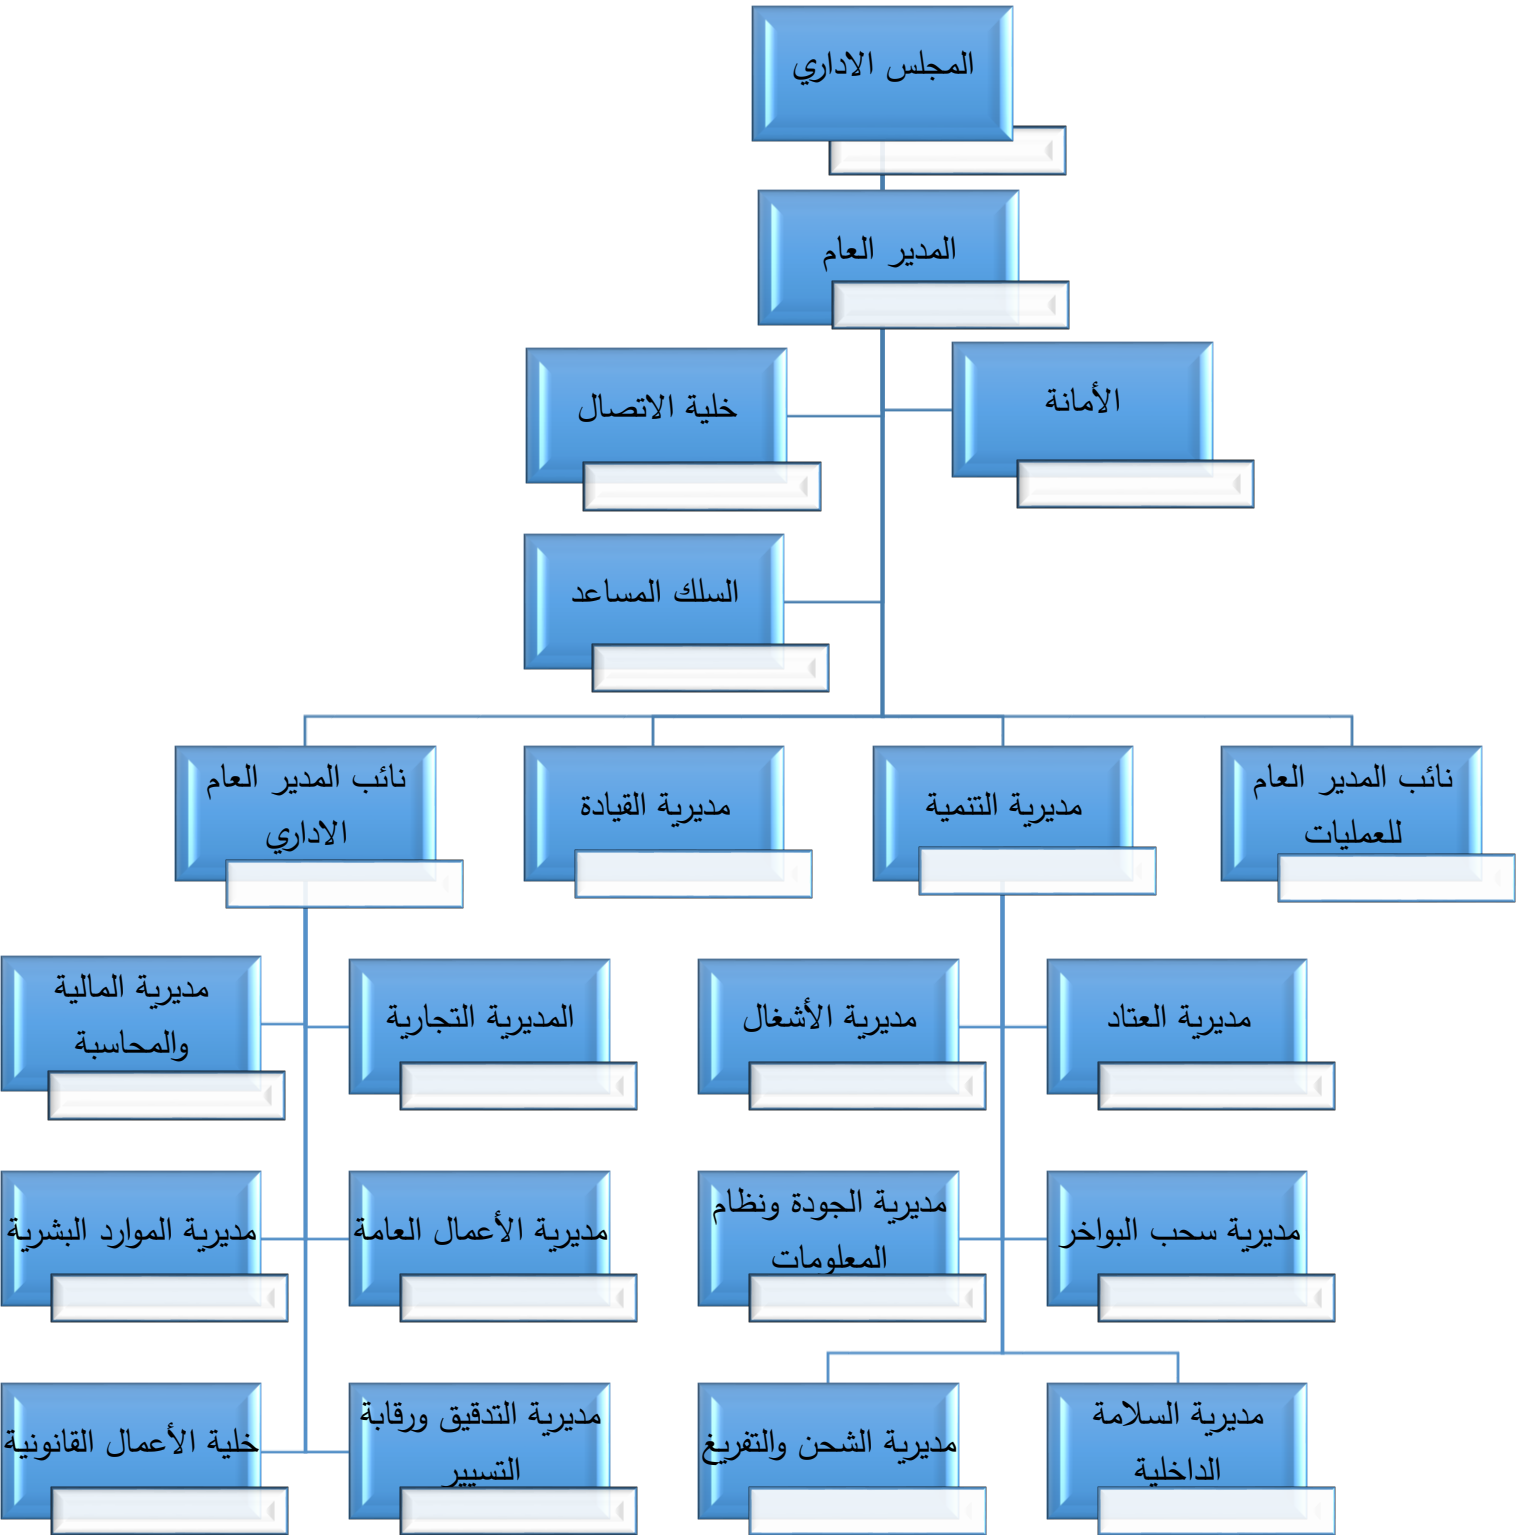 المجلس الاداري
المدير العام
الأمانة
خلية الاتصال
السلك المساعد
نائب المدير العام
للعمليات
مديرية التنمية
مديرية القيادة
نائب المدير العام
الاداري
مديرية العتاد
مديرية الأشغال
المديرية التجارية
مديرية المالية
والمحاسبة
مديرية سحب البواخر
مديرية الجودة ونظام
المعلومات
مديرية الأعمال العامة
مديرية الموارد البشرية
مديرية السلامة
الداخلية
مديرية الشحن والتفريغ
مديرية التدقيق ورقابة
التسيير
خلية الأعمال القانونية